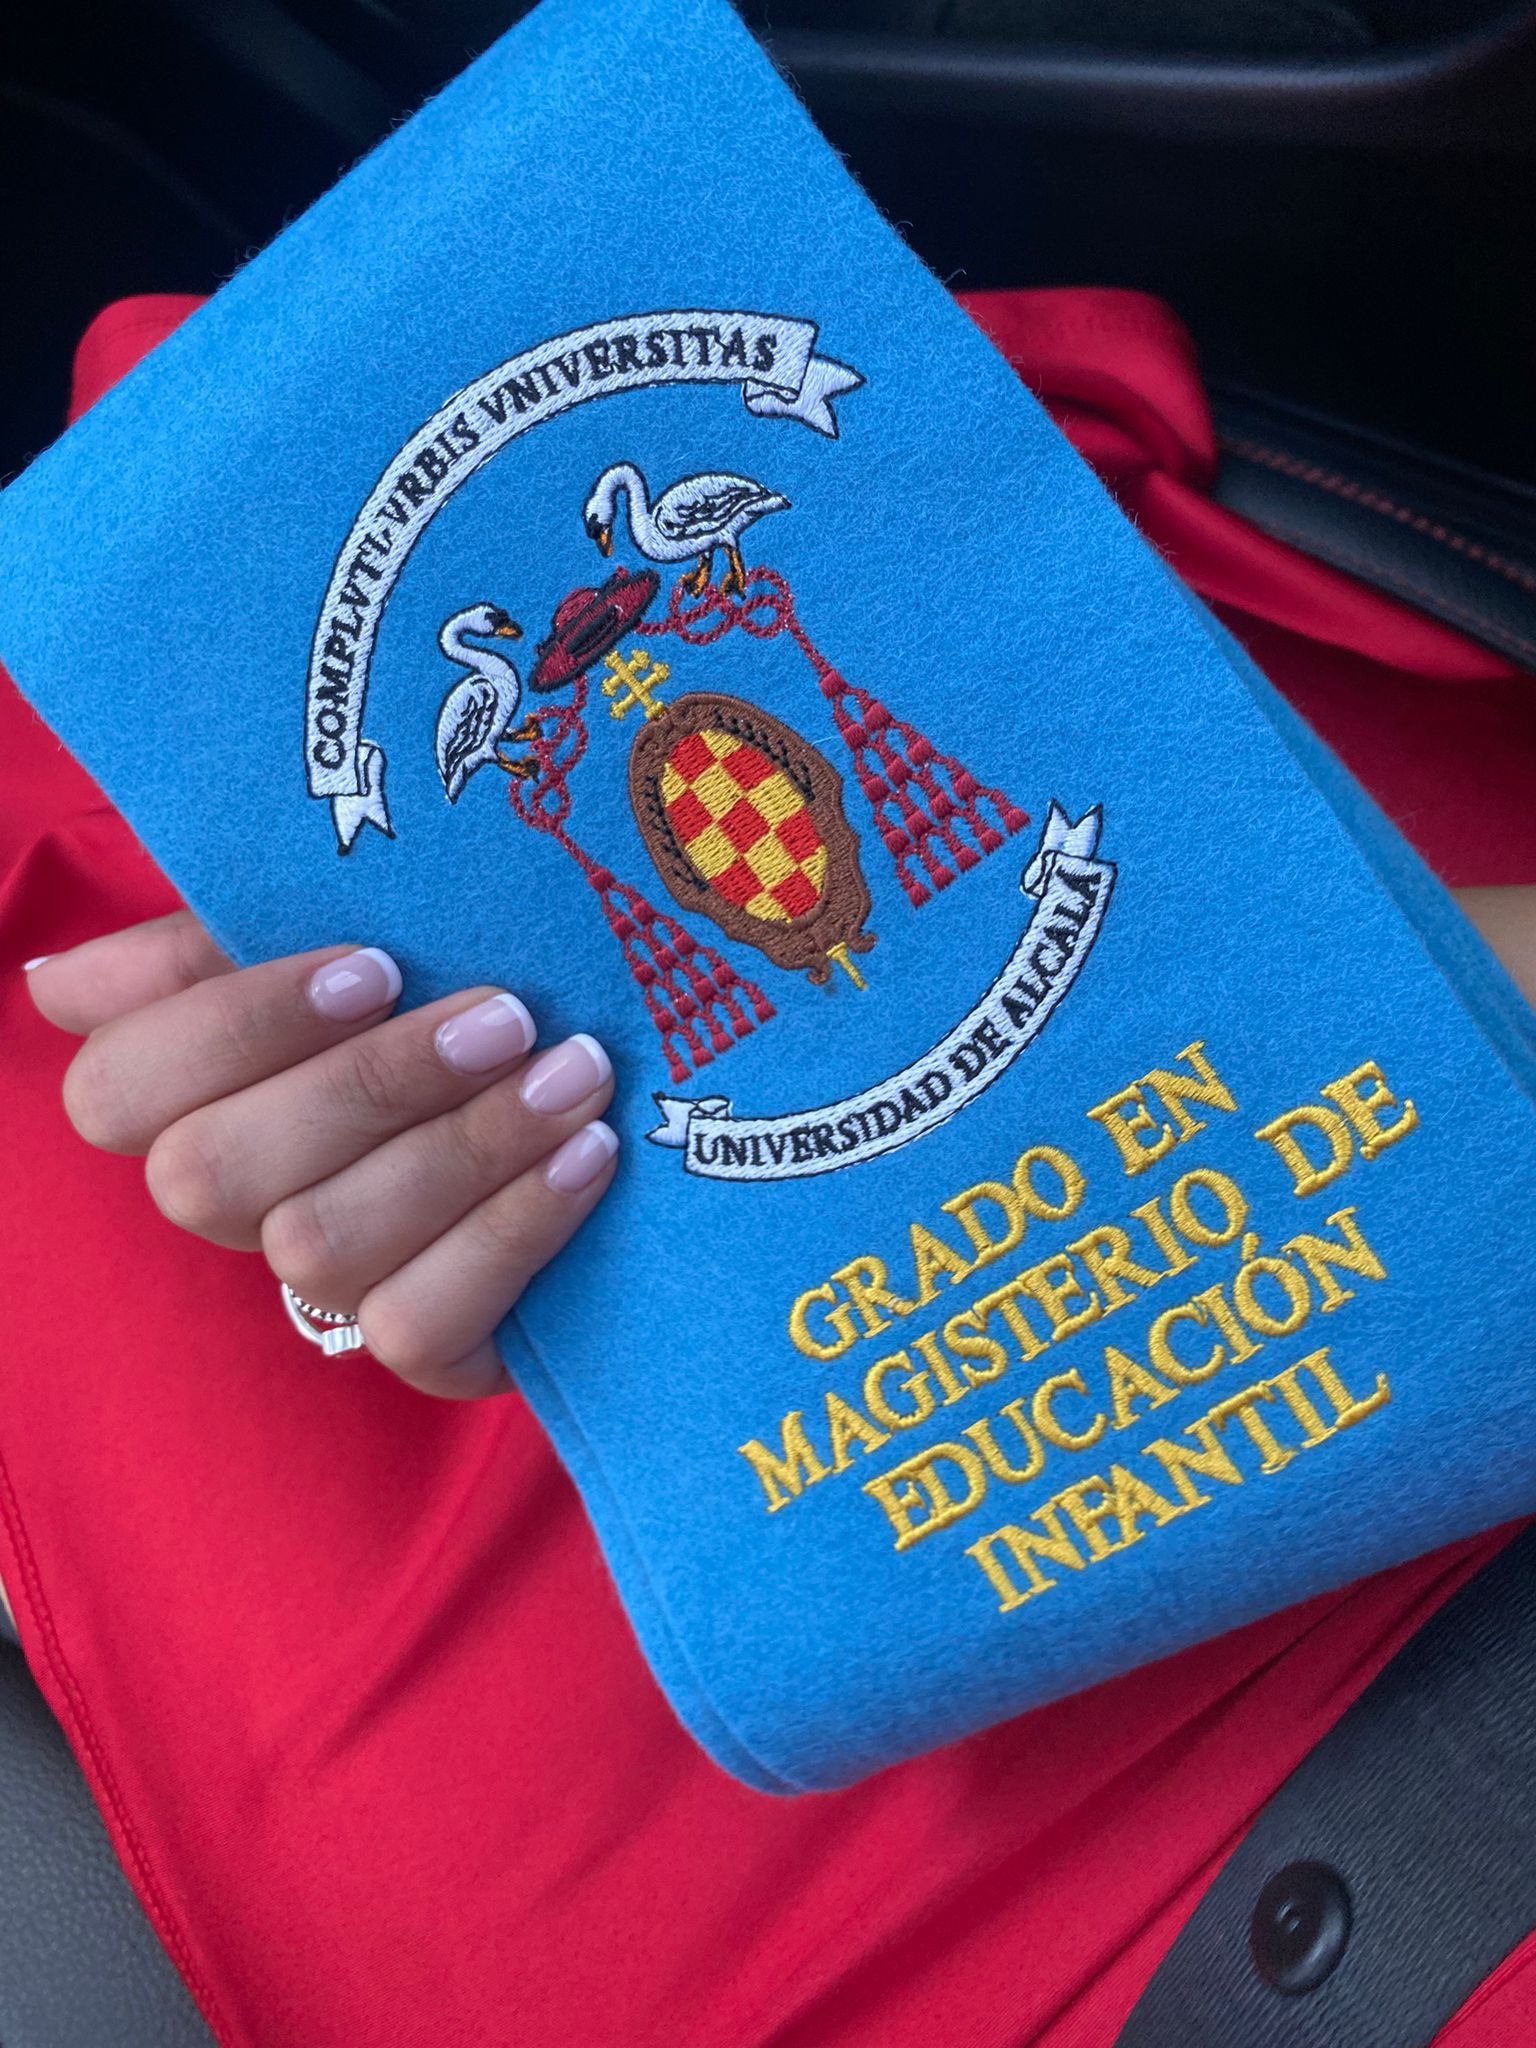 COMPLVTI. VRBIS VNIVERSITAS
UNIVERSIDAD DE ALCALÁ
GRADO EN
MAGISTERIO DE
EDUCACIÓN
INFANTIL